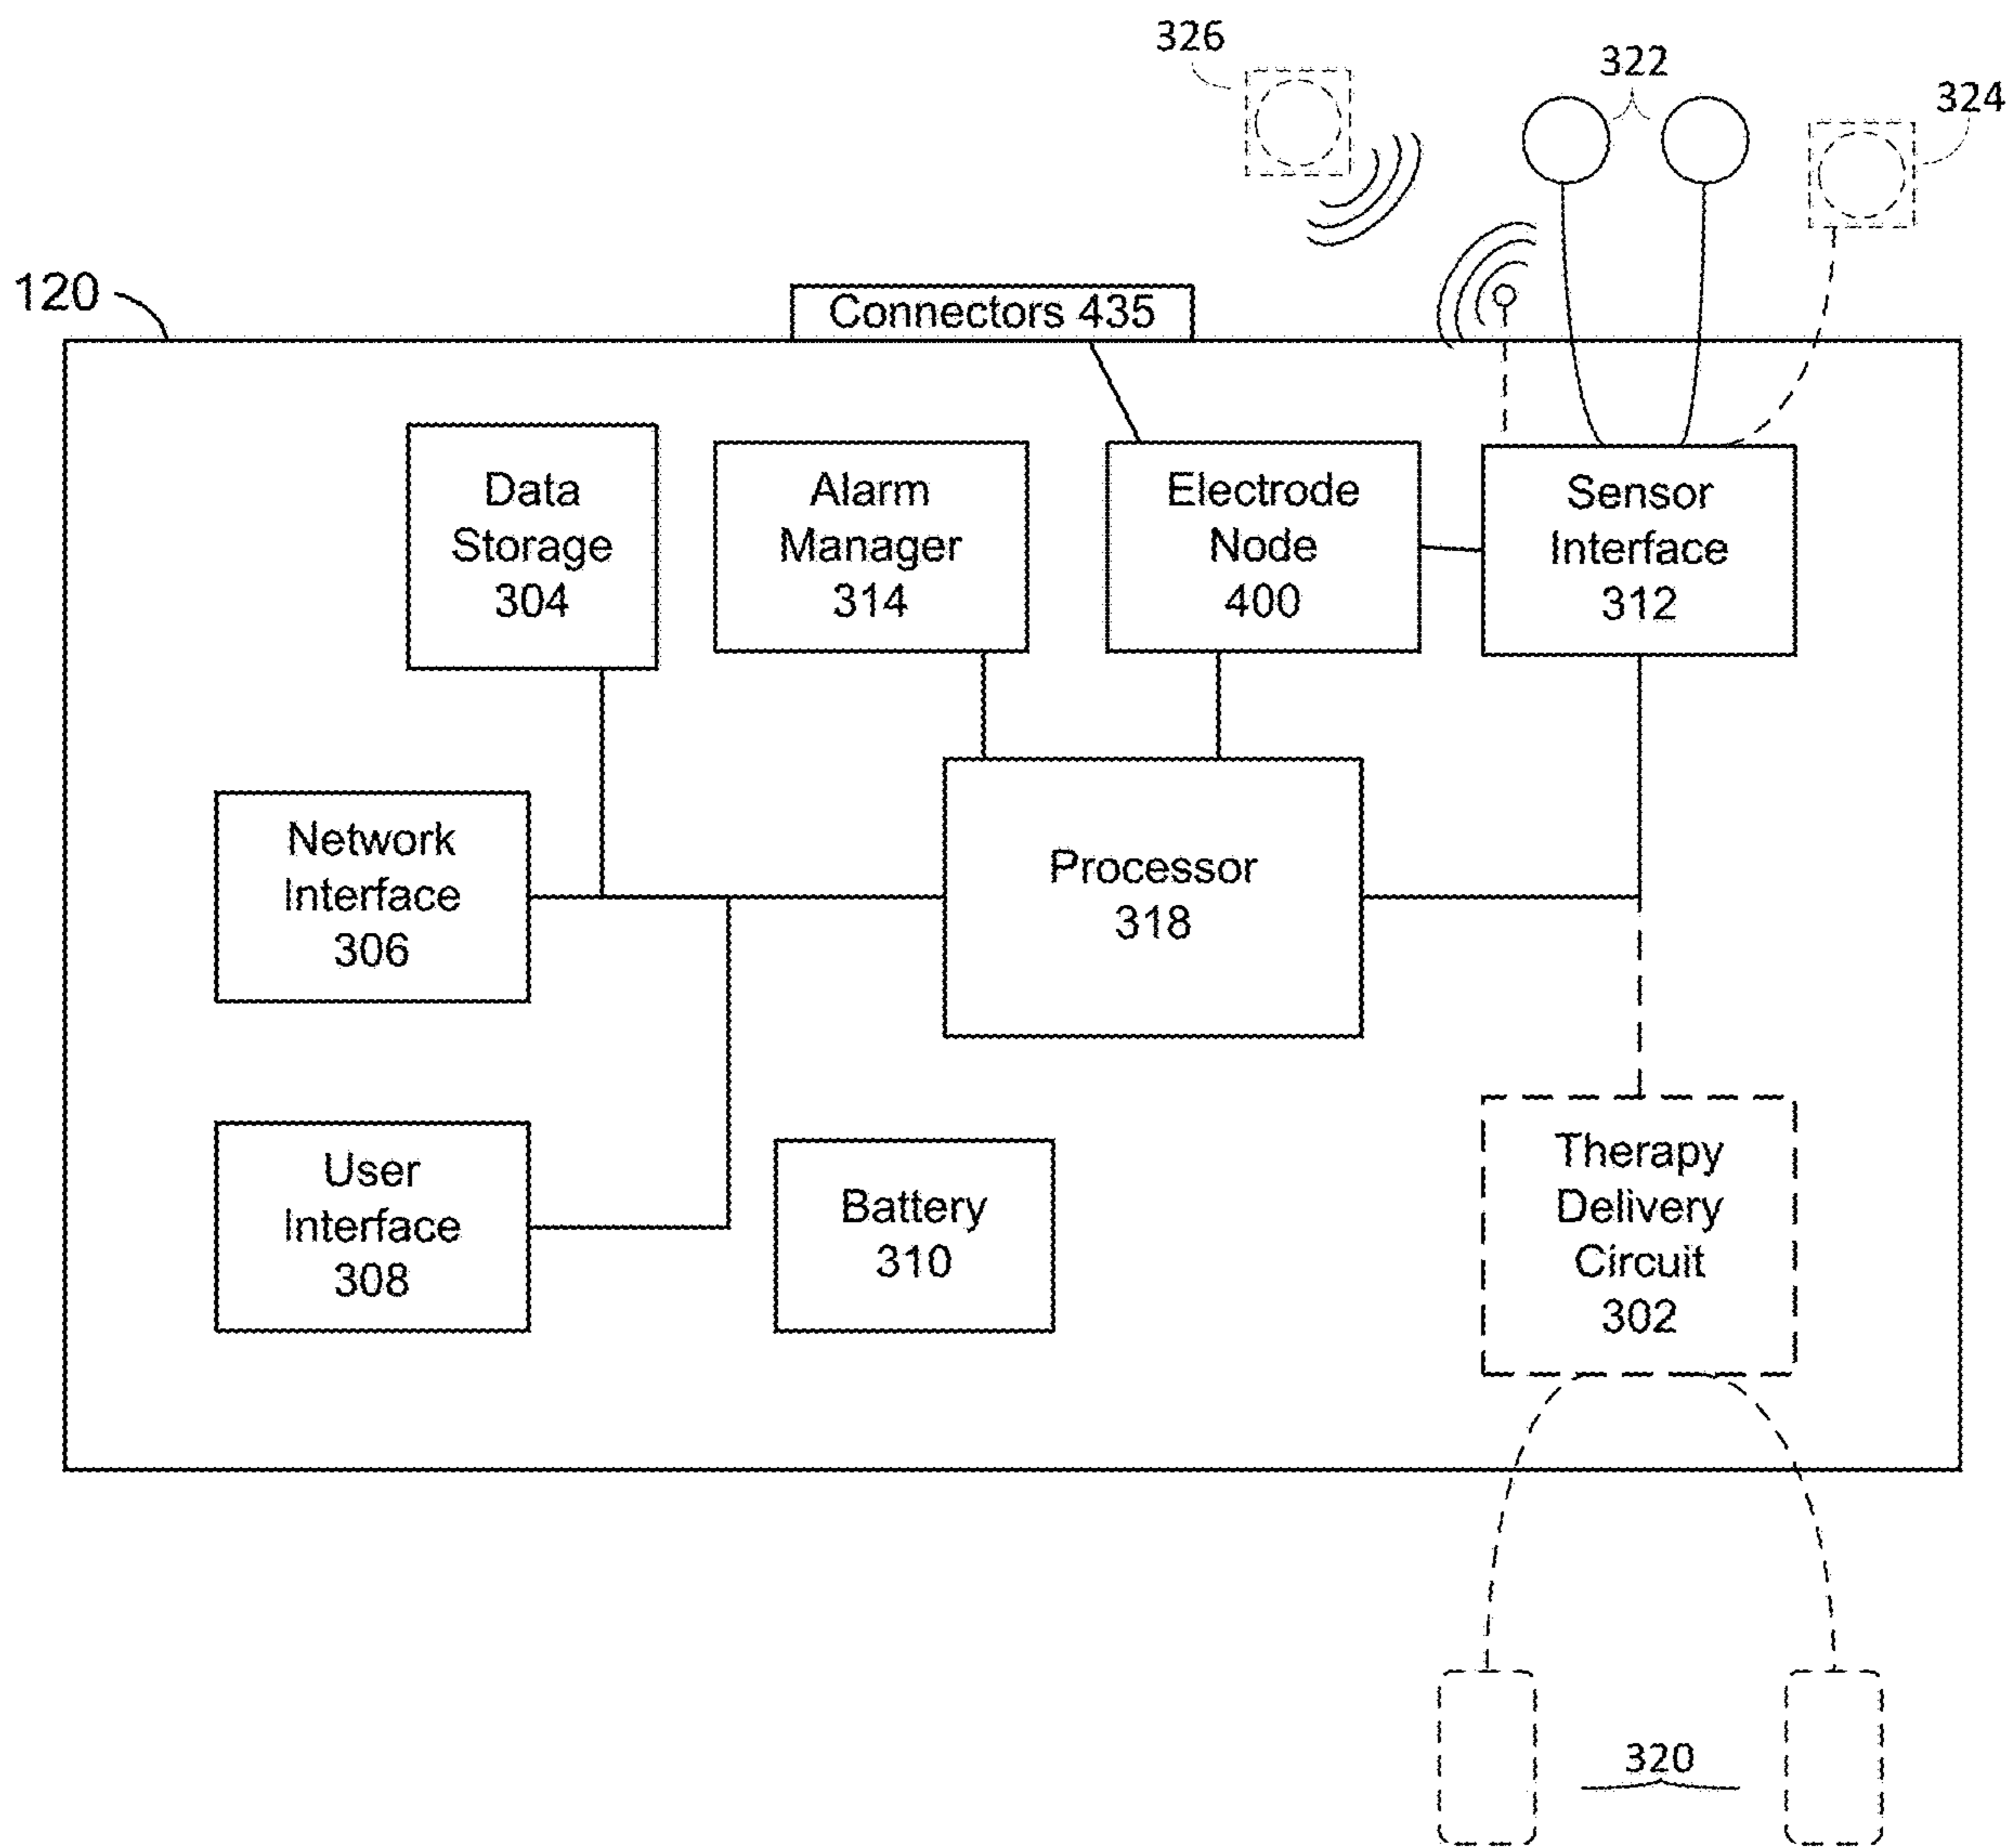 326
322
324
120
Connectors 435
Data
Storage
304
Alarm
Manager
314
Electrode
Node
400
Sensor
Interface
312
Network
Interface
306
Processor
318
User
Interface
308
Battery
310
Therapy
Delivery
Circuit
302
320